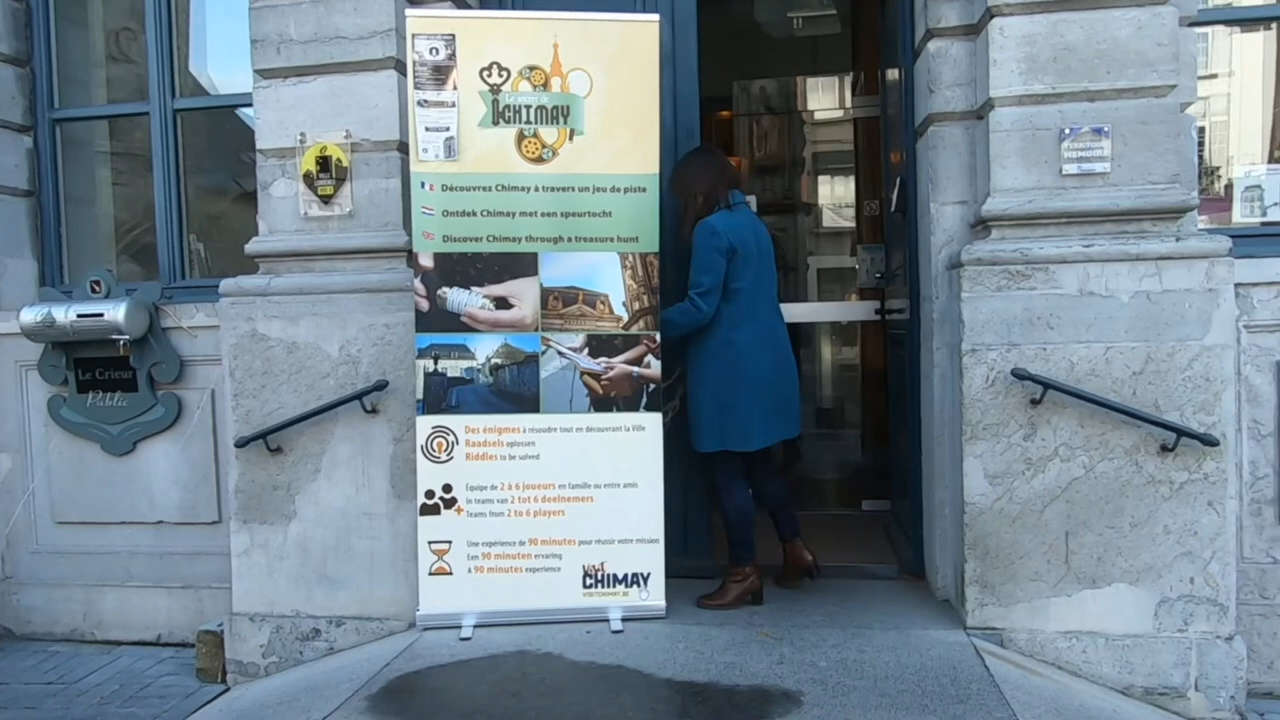 Le secret de
CHIMAY
Découvrez Chimay à travers un jeu de piste
Ontdek Chimay met een speurtocht
Discover Chimay through a treasure hunt
Des énigmes à résoudre tout en découvrant la Ville
Raadsels oplossen
Riddles to be solved
Equipe de 2 à 6 joueurs en famille ou entre amis
In teams van 2 tot 6 deelnemers
Teams from 2 to 6 players
Une expérience de 90 minutes pour réussir votre mission
Een 90 minuten ervaring
A 90 minutes experience
visit
CHIMAY
VISITCHIMAY.BE
Le Crieur
Public
VILLE
TERRITOIRE
MEMOIRE